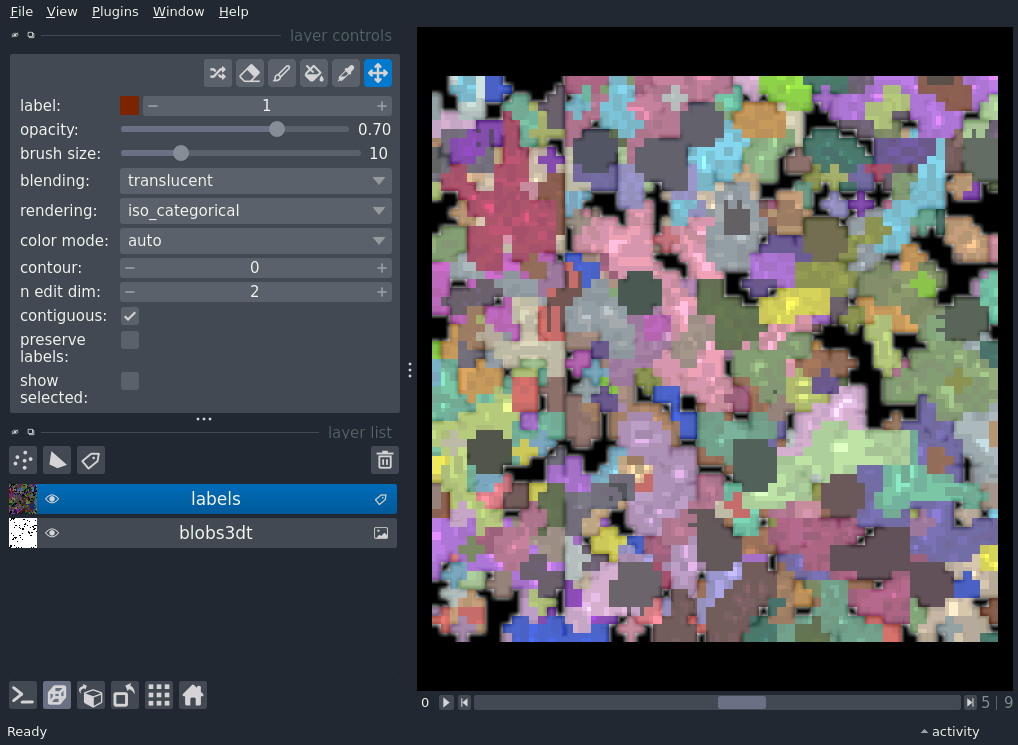 File View Plugins Window Help
layer controls
label: 1
opacity: 0.70
brush size: 10
blending: translucent
rendering: iso_categorical
color mode: auto
contour: 0
n edit dim: 2
contiguous:
preserve
labels:
show
selected:
layer list
labels
blobs3dt
0 5 | 9
Ready activity